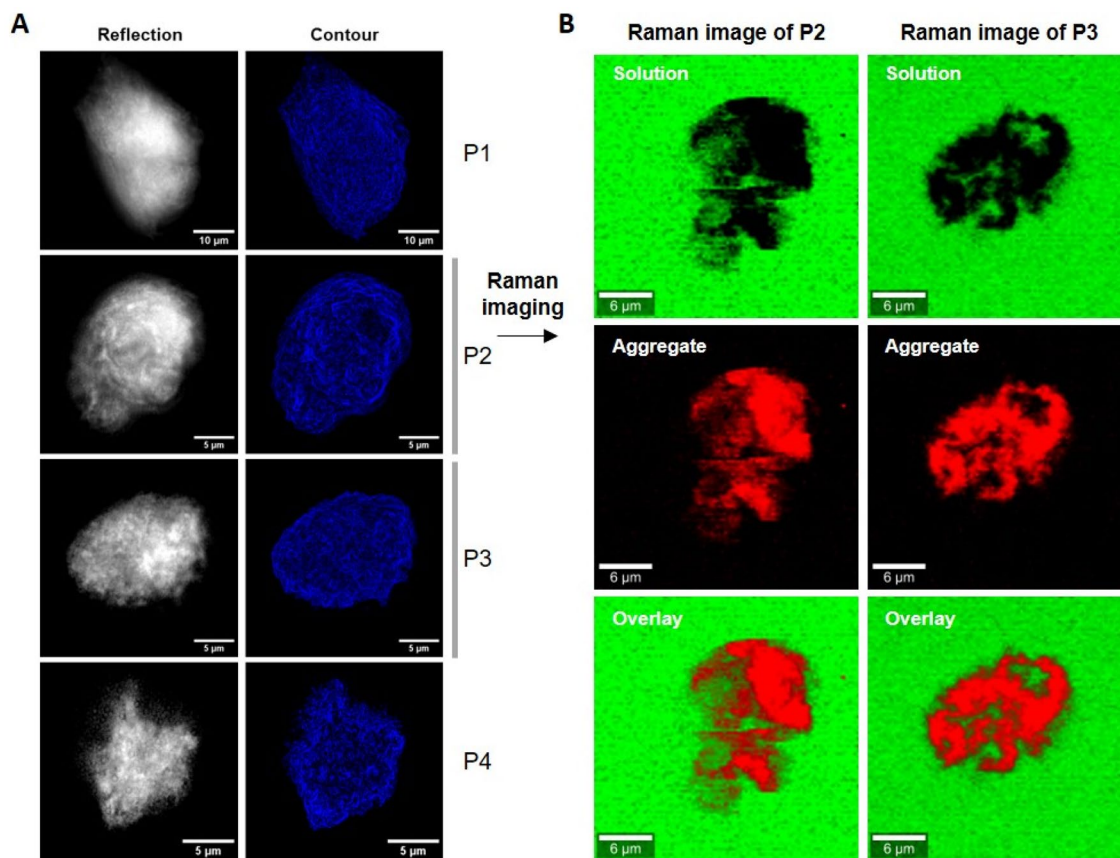 A
Reflection
Contour
10 µm
10 µm
P1
5 µm
5 µm
P2
5 µm
5 µm
P3
5 µm
5 µm
P4
Raman
imaging
B
Raman image of P2
Raman image of P3
Solution
Solution
6 µm
6 µm
Aggregate
Aggregate
6 µm
6 µm
Overlay
Overlay
6 µm
6 µm